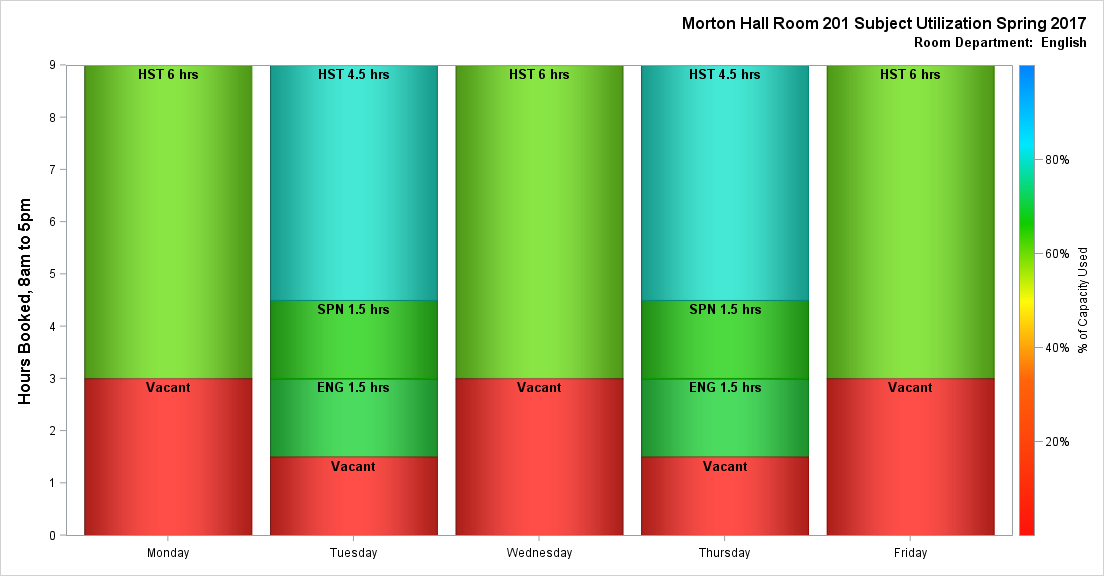 Morton Hall Room 201 Subject Utilization Spring 2017
Room Department:  English
Hours Booked, 8am to 5pm
9
8
7
6
5
4
3
2
1
0
HST 6 hrs
Vacant
HST 4.5 hrs
SPN 1.5 hrs
ENG 1.5 hrs
Vacant
HST 6 hrs
Vacant
HST 4.5 hrs
SPN 1.5 hrs
ENG 1.5 hrs
Vacant
HST 6 hrs
Vacant
Monday
Tuesday
Wednesday
Thursday
Friday
80%
60%
40%
20%
% of Capacity Used